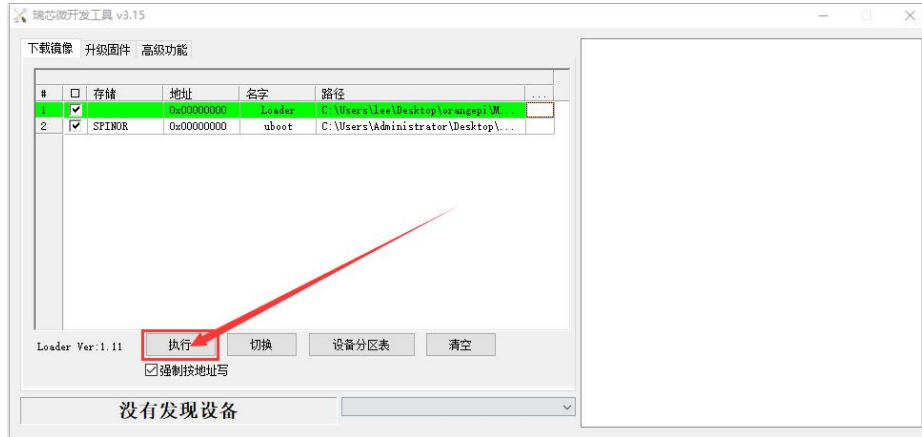 瑞芯微开发工具 v3.15
下载镜像 升级固件 高级功能
# 存储 地址 名字 路径 ...
1 0x00000000 Loader C:\Users\lee\Desktop\orangepi\M...
2 SPINOR 0x00000000 uboot C:\Users\Administrator\Desktop\...
Loader Ver:1.11 执行 切换 设备分区表 清空
强制按地址写
没有发现设备